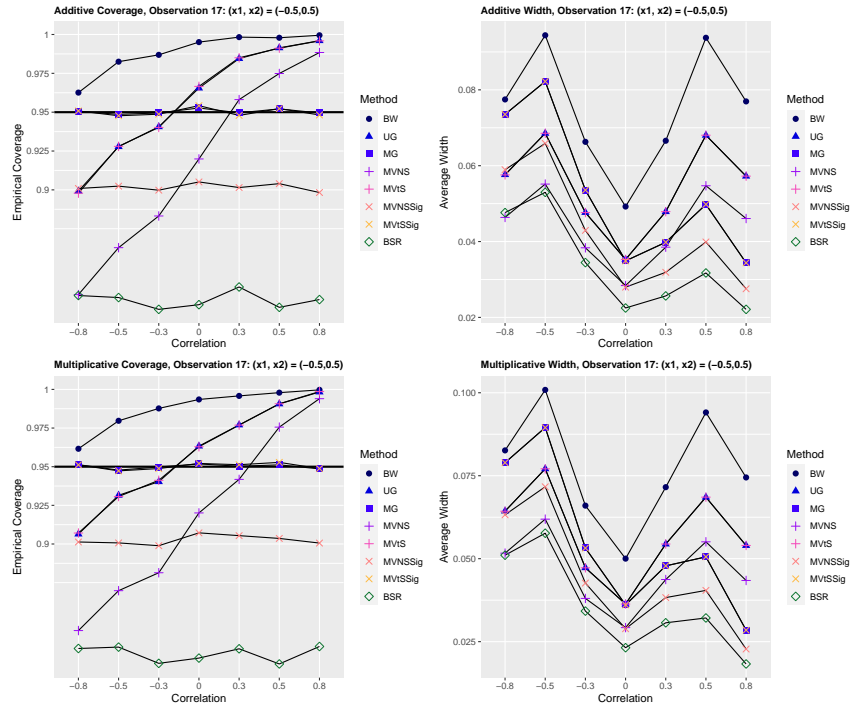 Additive Coverage, Observation 17: (x1, x2) = (−0.5,0.5)
Empirical Coverage
1
0.975
0.95
0.925
0.9
−0.8 −0.5 −0.3 0 0.3 0.5 0.8
Correlation
Method
BW
UG
MG
MVNS
MVtS
MVNSSig
MVtSSig
BSR
Additive Width, Observation 17: (x1, x2) = (−0.5,0.5)
Average Width
0.08
0.06
0.04
0.02
−0.8 −0.5 −0.3 0 0.3 0.5 0.8
Correlation
Method
BW
UG
MG
MVNS
MVtS
MVNSSig
MVtSSig
BSR
Multiplicative Coverage, Observation 17: (x1, x2) = (−0.5,0.5)
Empirical Coverage
1
0.975
0.95
0.925
0.9
−0.8 −0.5 −0.3 0 0.3 0.5 0.8
Correlation
Method
BW
UG
MG
MVNS
MVtS
MVNSSig
MVtSSig
BSR
Multiplicative Width, Observation 17: (x1, x2) = (−0.5,0.5)
Average Width
0.100
0.075
0.050
0.025
−0.8 −0.5 −0.3 0 0.3 0.5 0.8
Correlation
Method
BW
UG
MG
MVNS
MVtS
MVNSSig
MVtSSig
BSR